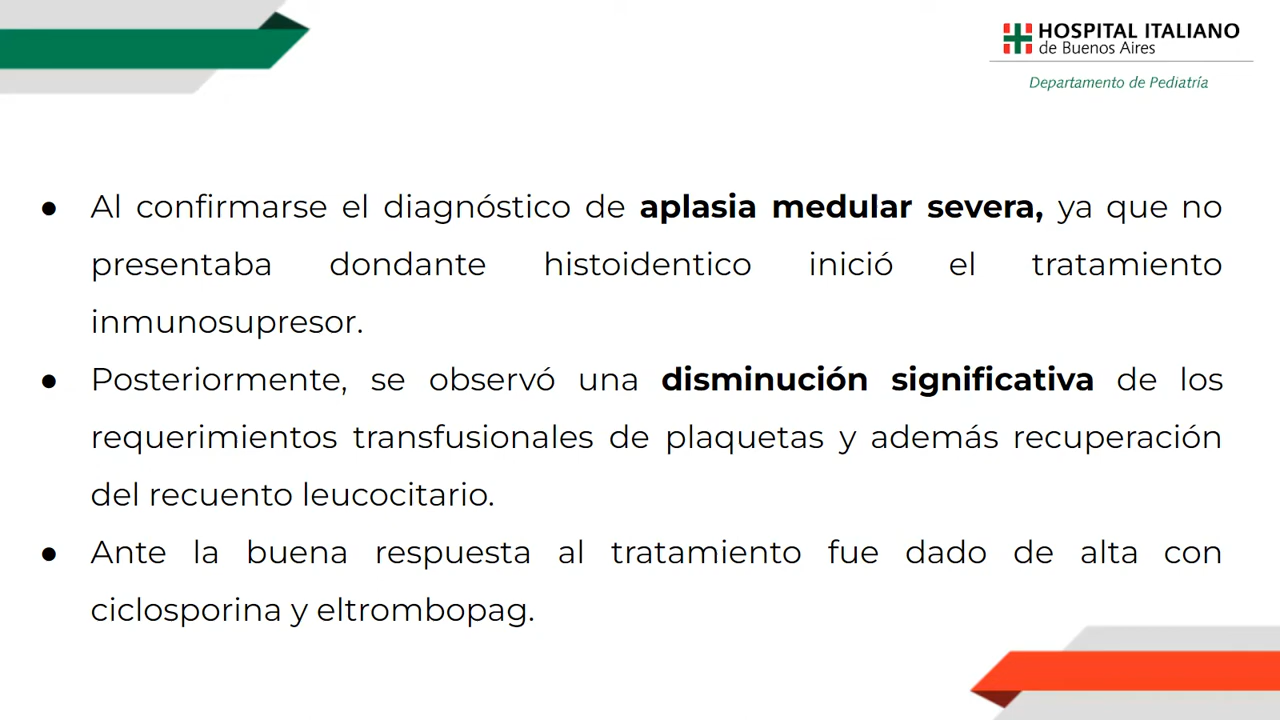 HOSPITAL ITALIANO
de Buenos Aires
Departamento de Pediatría
● Al confirmarse el diagnóstico de aplasia medular severa, ya que no
presentaba dondante histoidentico inició el tratamiento
inmunosupresor.
● Posteriormente, se observó una disminución significativa de los
requerimientos transfusionales de plaquetas y además recuperación
del recuento leucocitario.
● Ante la buena respuesta al tratamiento fue dado de alta con
ciclosporina y eltrombopag.